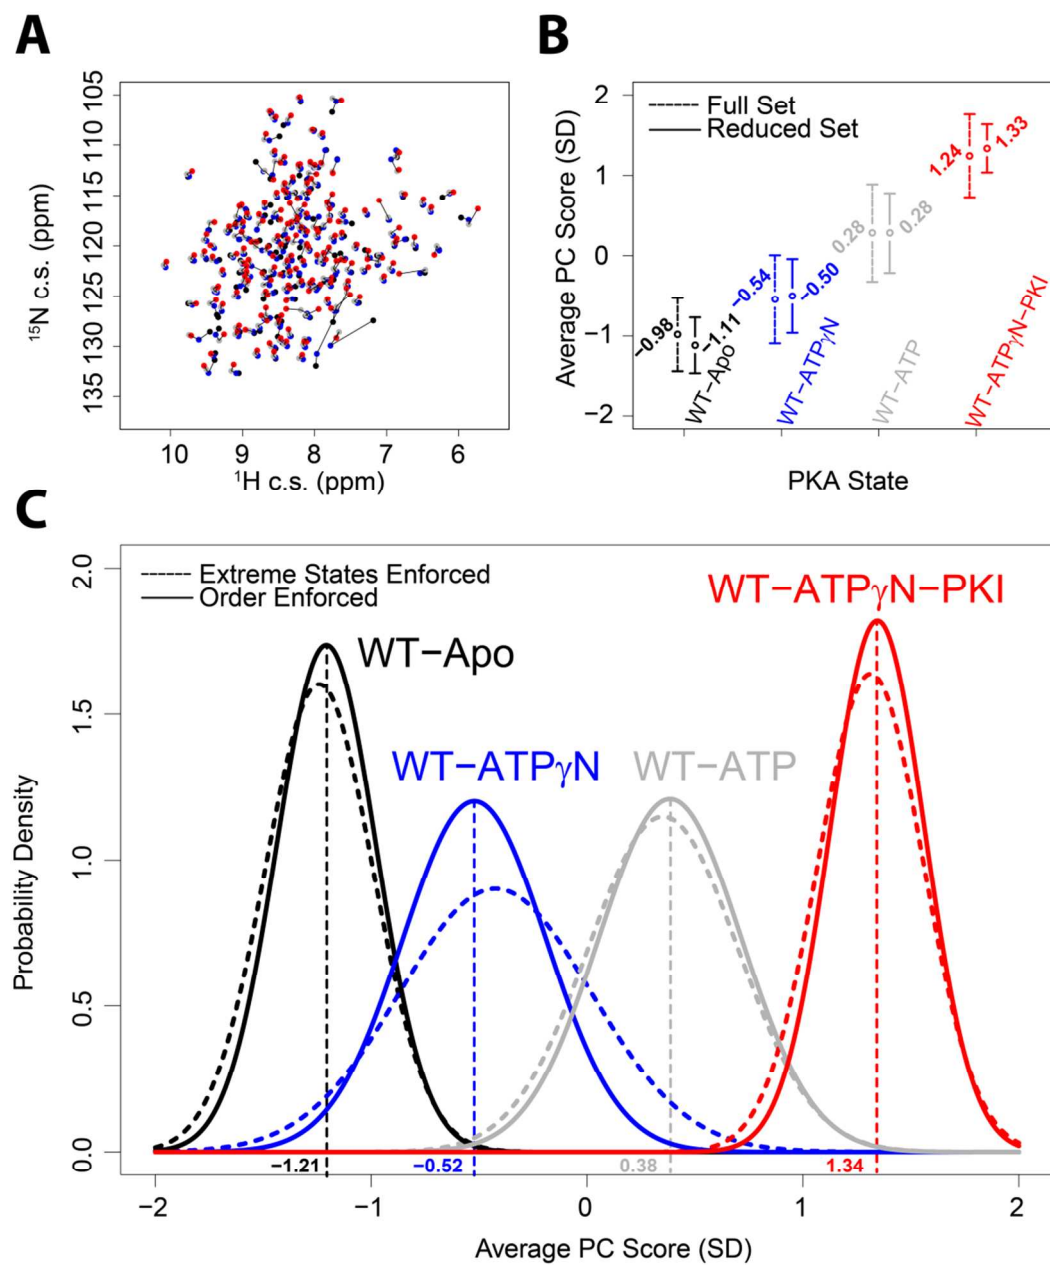 A
105
110
115
120
125
130
135
¹⁵N c.s. (ppm)
10
9
8
7
6
¹H c.s. (ppm)
B
Full Set
Reduced Set
2
1
0
−1
−2
Average PC Score (SD)
−0.98
−1.11
−0.54
−0.50
0.28
0.28
1.24
1.33
WT−Apo
WT−ATPγN
WT−ATP
WT−ATPγN−PKI
PKA State
C
Extreme States Enforced
Order Enforced
WT−ATPγN−PKI
WT−Apo
WT−ATPγN
WT−ATP
2.0
1.5
1.0
0.5
0.0
Probability Density
−1.21
−0.52
0.38
1.34
−2
−1
0
1
2
Average PC Score (SD)